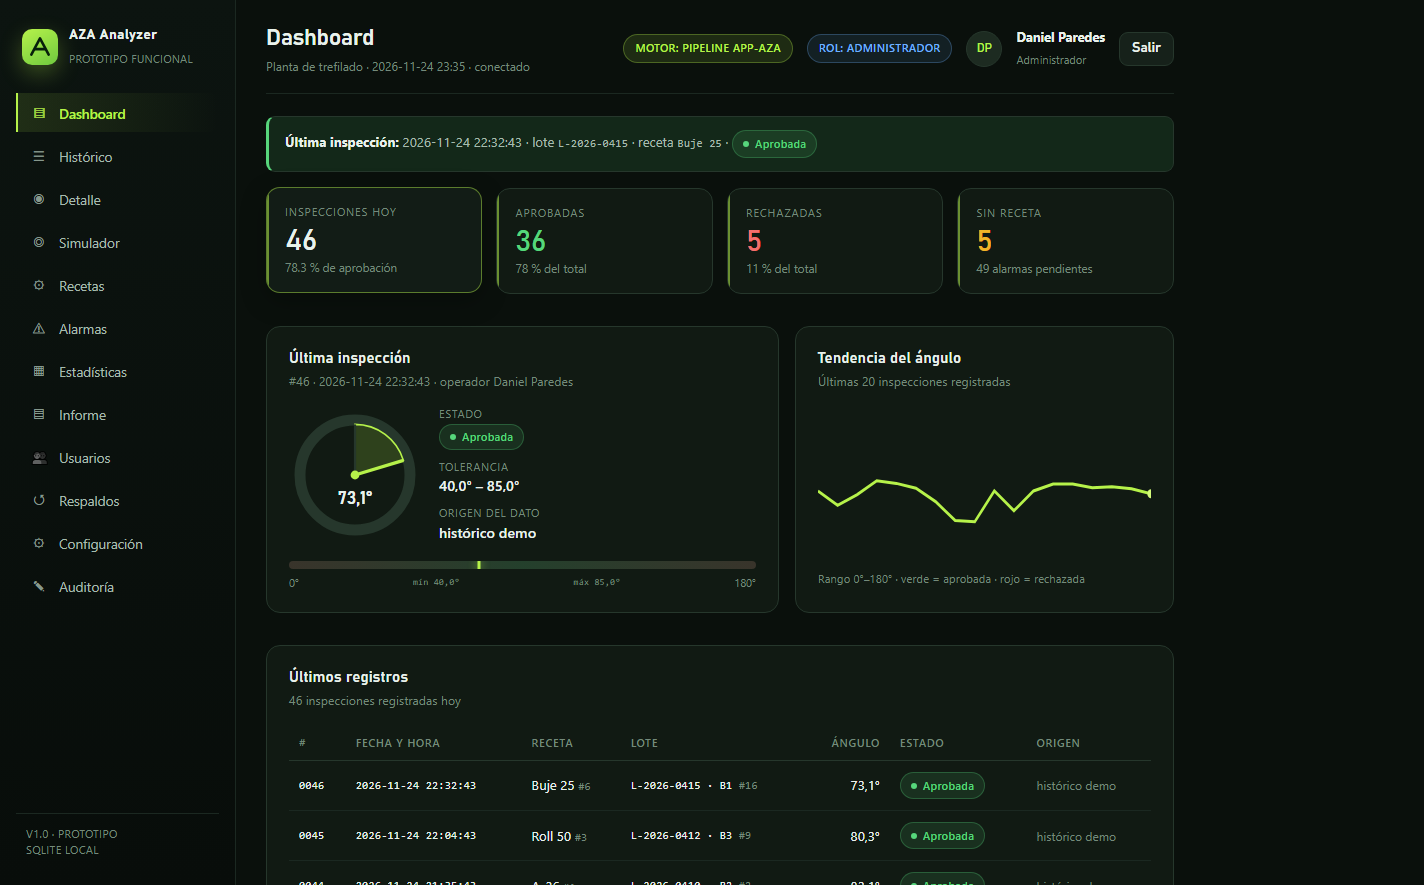 AZA Analyzer
PROTOTIPO FUNCIONAL
Dashboard
Histórico
Detalle
Simulador
Recetas
Alarmas
Estadísticas
Informe
Usuarios
Respaldos
Configuración
Auditoría
V1.0 · PROTOTIPO
SQLITE LOCAL
Dashboard
Planta de trefilado · 2026-11-24 23:35 · conectado
MOTOR: PIPELINE APP-AZA
ROL: ADMINISTRADOR
DP
Daniel Paredes
Administrador
Salir
Última inspección: 2026-11-24 22:32:43 · lote L-2026-0415 · receta Buje 25 · Aprobada
INSPECCIONES HOY
46
78.3 % de aprobación
APROBADAS
36
78 % del total
RECHAZADAS
5
11 % del total
SIN RECETA
5
49 alarmas pendientes
Última inspección
#46 · 2026-11-24 22:32:43 · operador Daniel Paredes
73,1°
ESTADO
Aprobada
TOLERANCIA
40,0° – 85,0°
ORIGEN DEL DATO
histórico demo
0° mín 40,0° máx 85,0° 180°
Tendencia del ángulo
Últimas 20 inspecciones registradas
Rango 0°–180° · verde = aprobada · rojo = rechazada
Últimos registros
46 inspecciones registradas hoy
# FECHA Y HORA RECETA LOTE ÁNGULO ESTADO ORIGEN
0046 2026-11-24 22:32:43 Buje 25 #6 L-2026-0415 · B1 #16 73,1° Aprobada histórico demo
0045 2026-11-24 22:04:43 Roll 50 #3 L-2026-0412 · B3 #9 80,3° Aprobada histórico demo